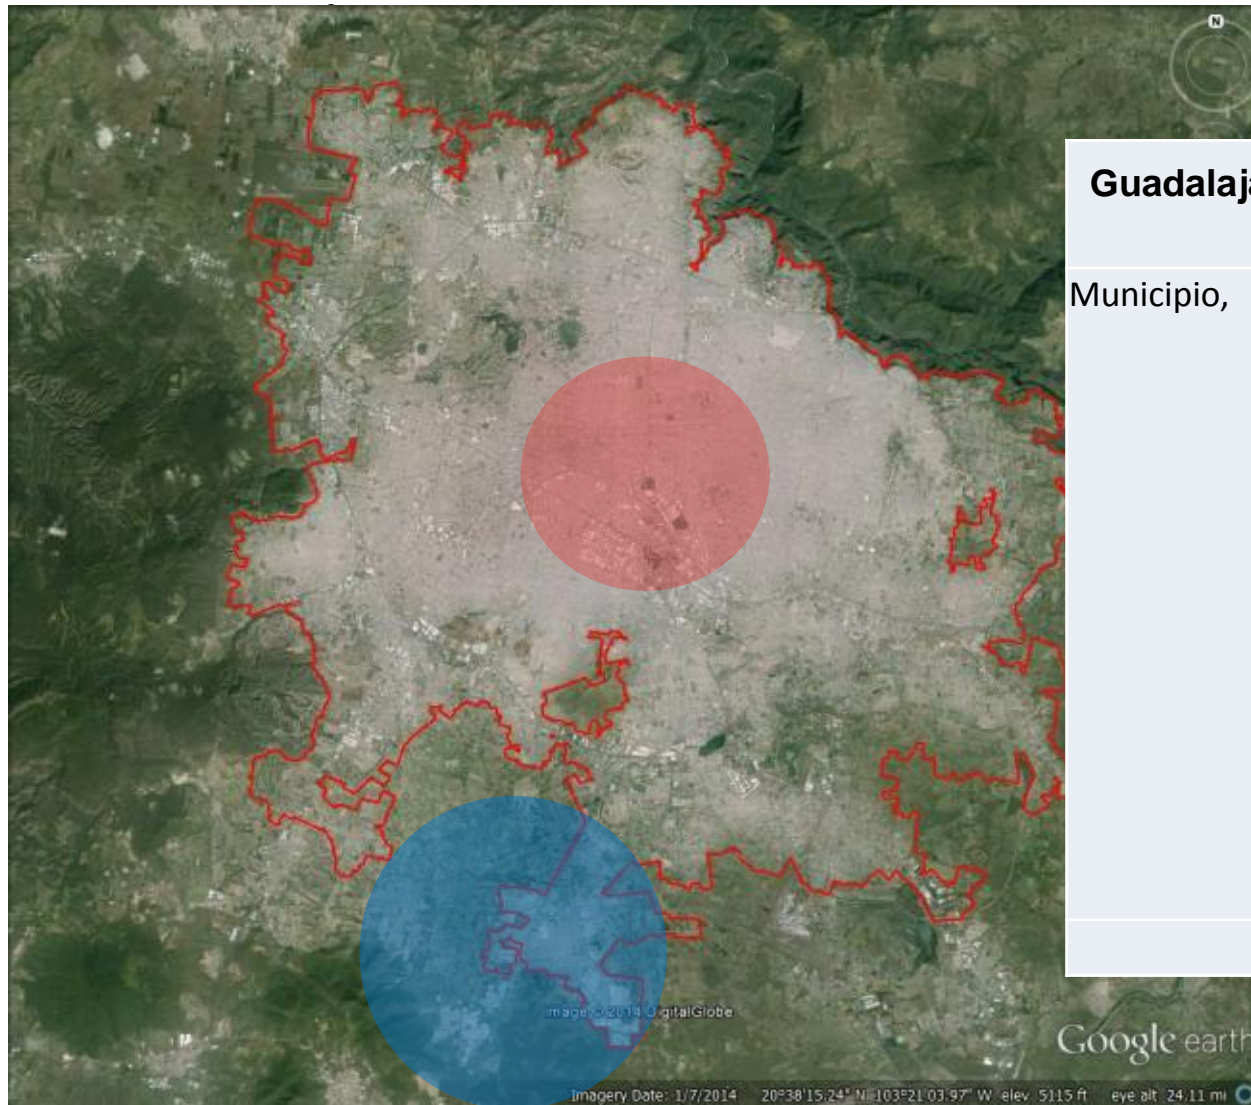 N
Guadalaja
Municipio,
Image © 2014 DigitalGlobe
Google earth
Imagery Date: 1/7/2014 20°38'15.24" N 103°21'03.97" W elev 5115 ft eye alt 24.11 mi